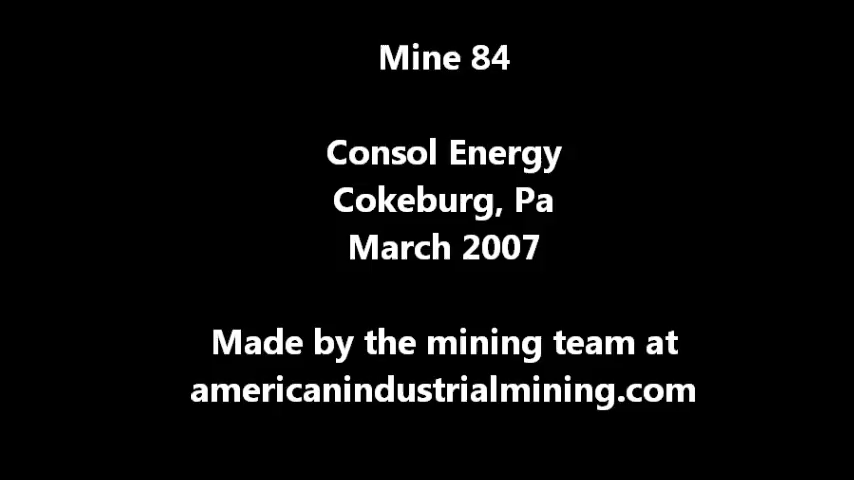 Mine 84
Consol Energy
Cokeburg, Pa
March 2007
Made by the mining team at
americanindustrialmining.com